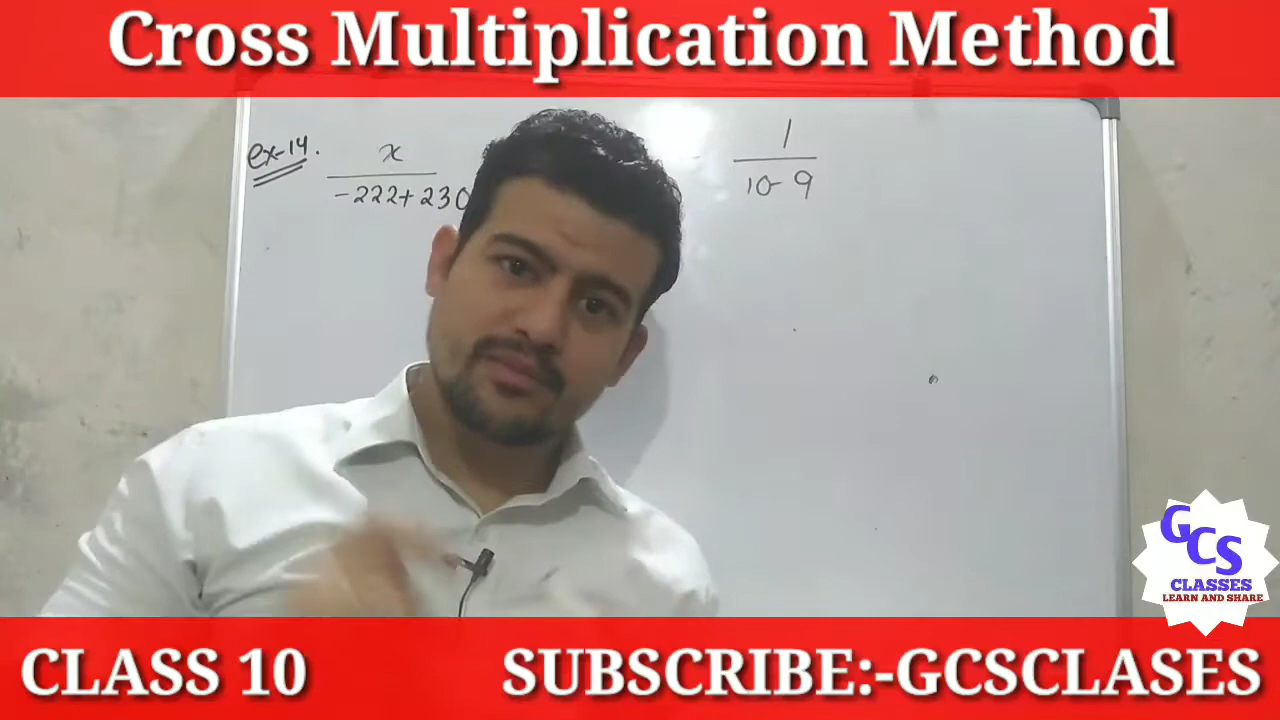 Cross Multiplication Method
ex-14. x 1
-222+230 10-9
GCS
CLASSES
LEARN AND SHARE
CLASS 10 SUBSCRIBE:-GCSCLASES